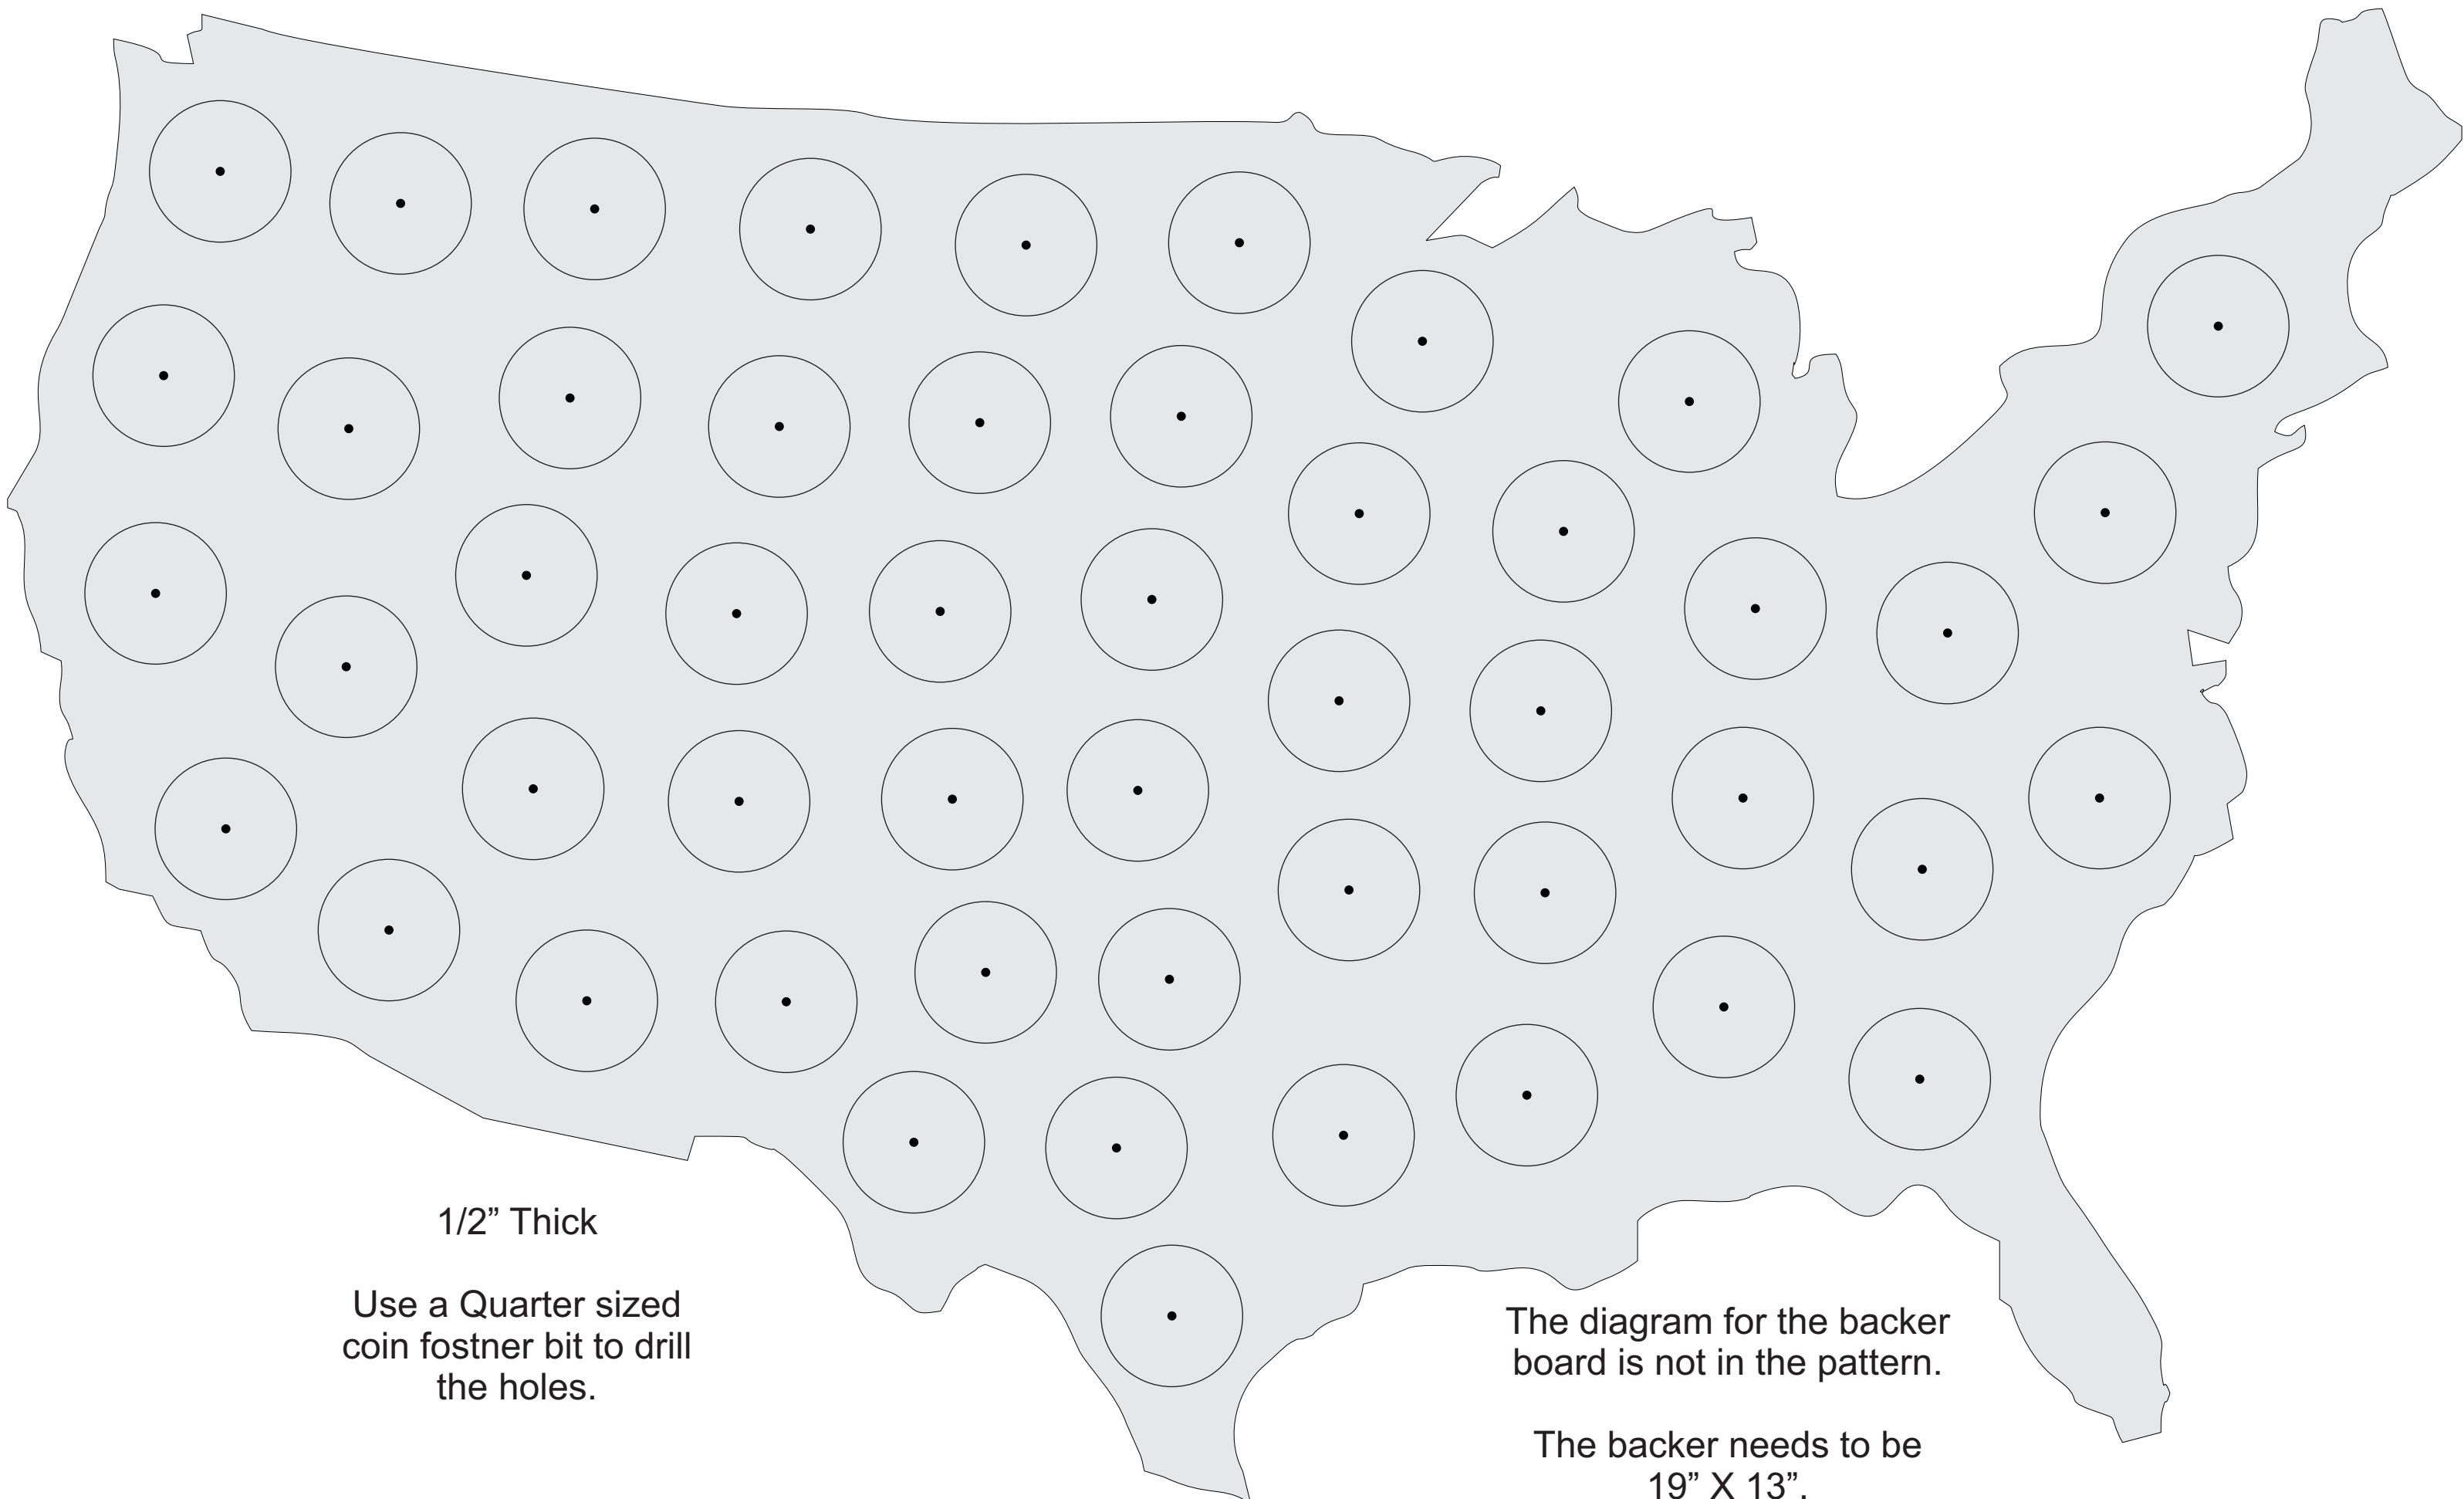 1/2” Thick
Use a Quarter sized
coin fostner bit to drill
the holes.
The diagram for the backer
board is not in the pattern.
The backer needs to be
19” X 13”.